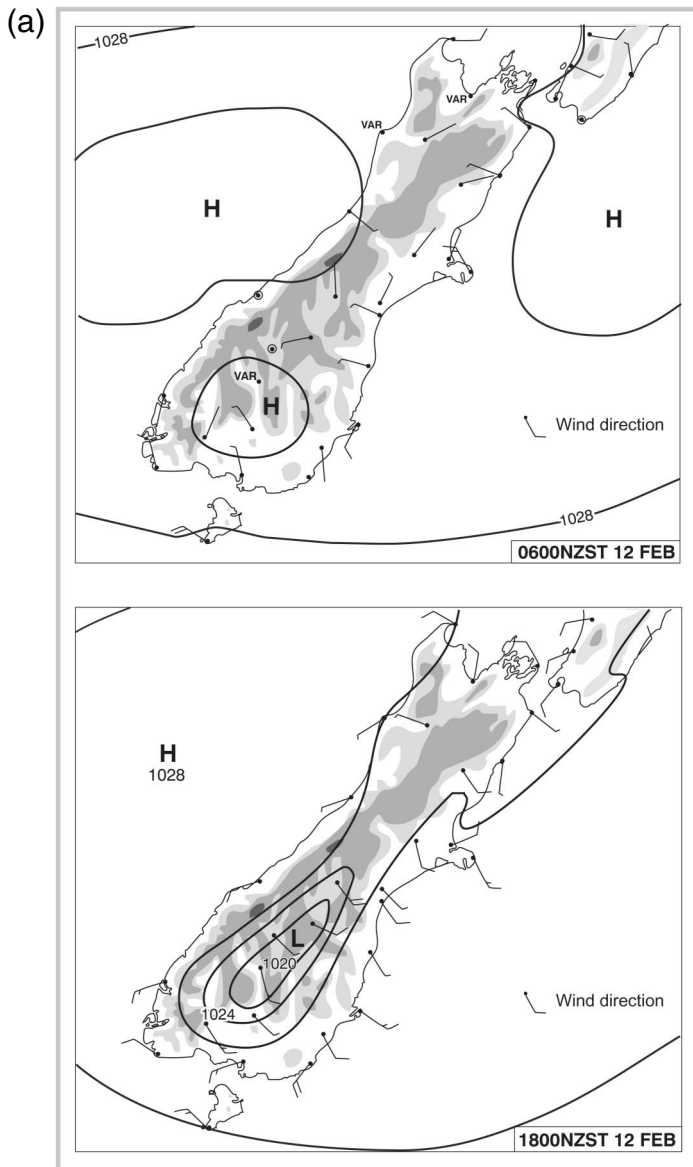 (a)
1028
VAR
VAR
H
H
VAR
H
Wind direction
1028
0600NZST 12 FEB
H
1028
L
1020
1024
Wind direction
1800NZST 12 FEB